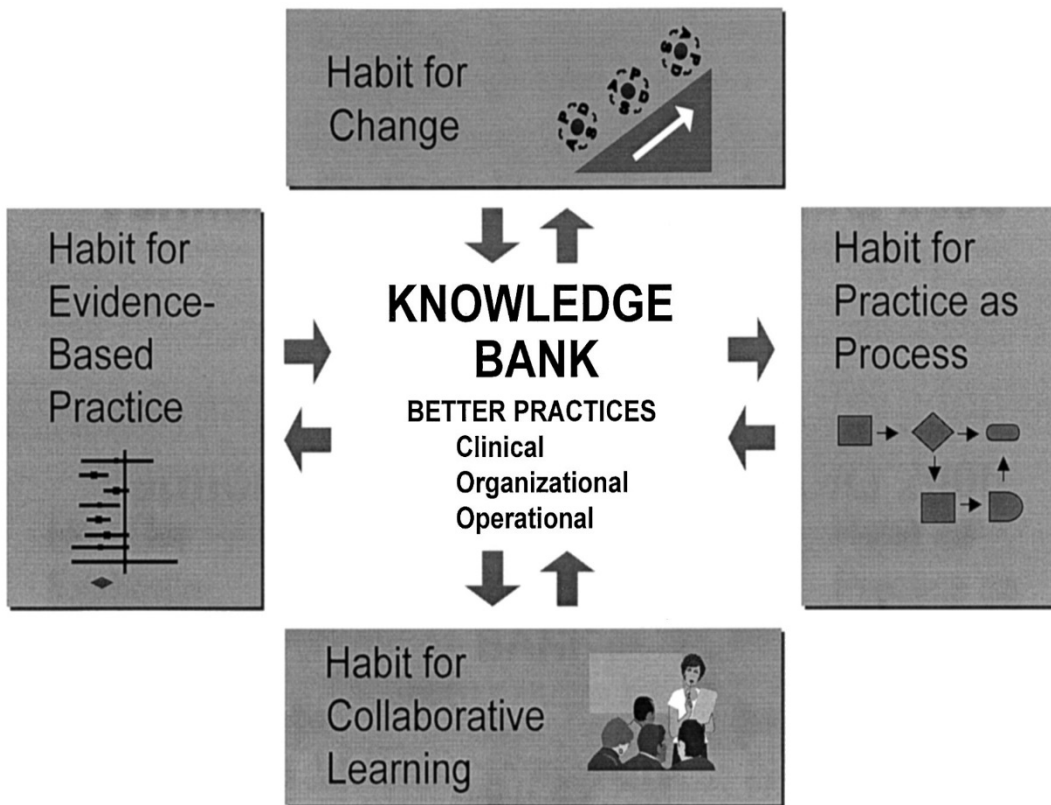 Habit for
Change
P D S A
P D S A
P D S A
Habit for
Evidence-
Based
Practice
KNOWLEDGE
BANK
BETTER PRACTICES
Clinical
Organizational
Operational
Habit for
Practice as
Process
Habit for
Collaborative
Learning